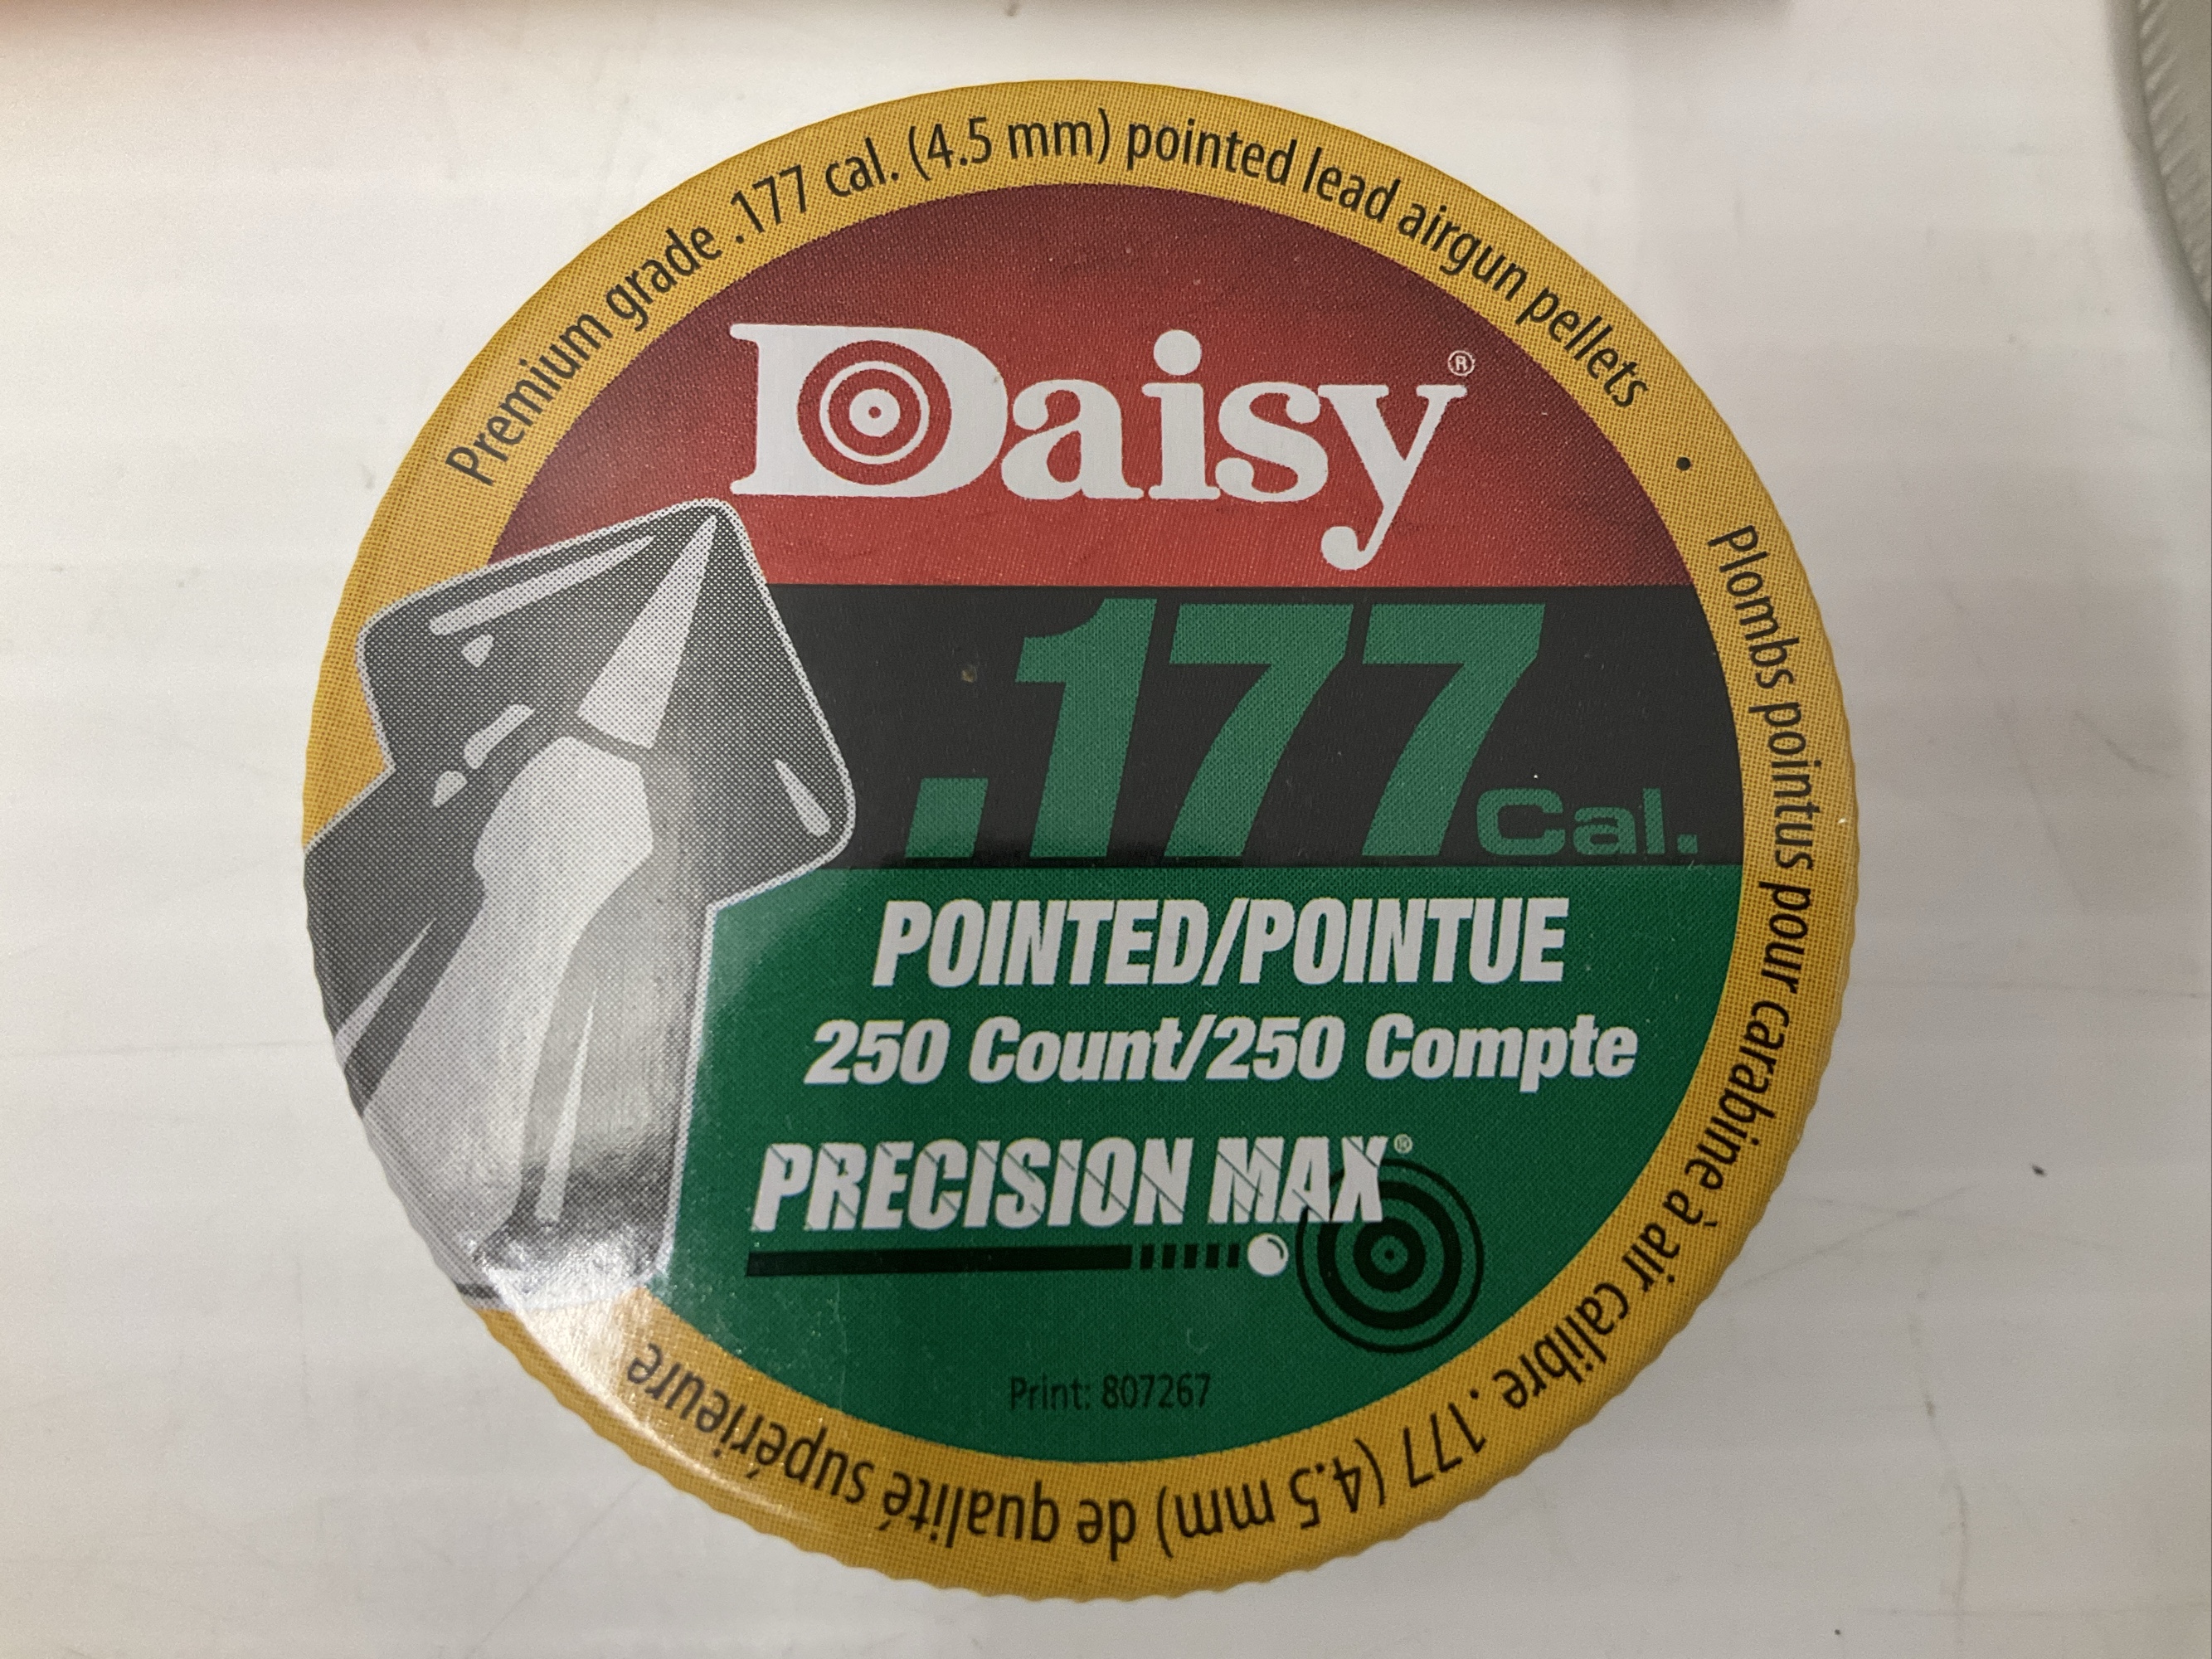 Premium grade .177 cal. (4.5 mm) pointed lead airgun pellets
• Plombs pointus pour carabine à air calibre .177 (4.5 mm) de qualité supérieure
Daisy®
.177 Cal.
POINTED/POINTUE
250 Count/250 Compte
PRECISION MAX®
Print: 807267